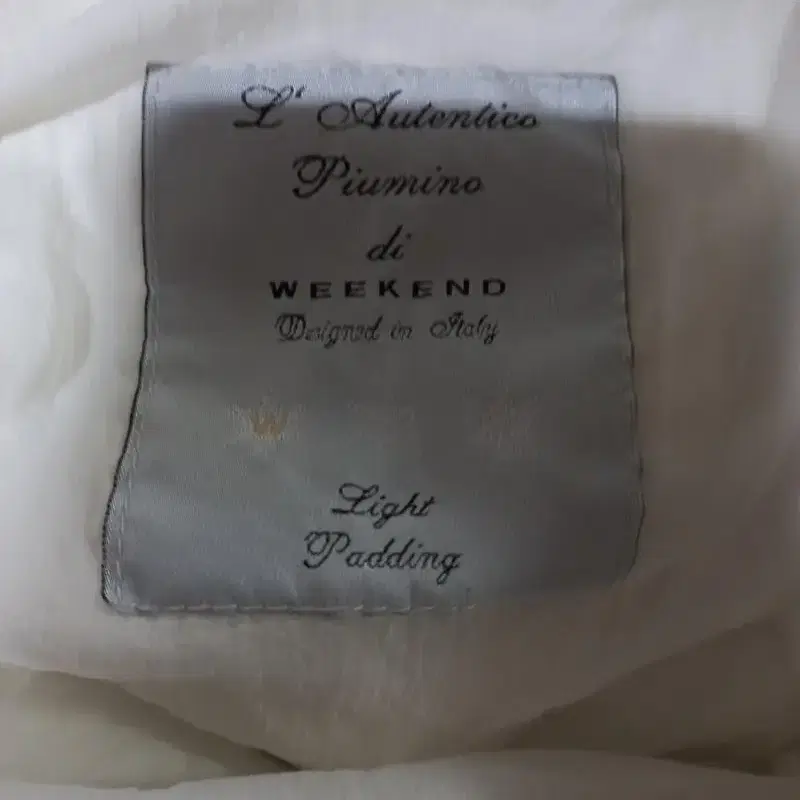 L' Autentico
Piumino
di
WEEKEND
Designed in Italy
Light
Padding